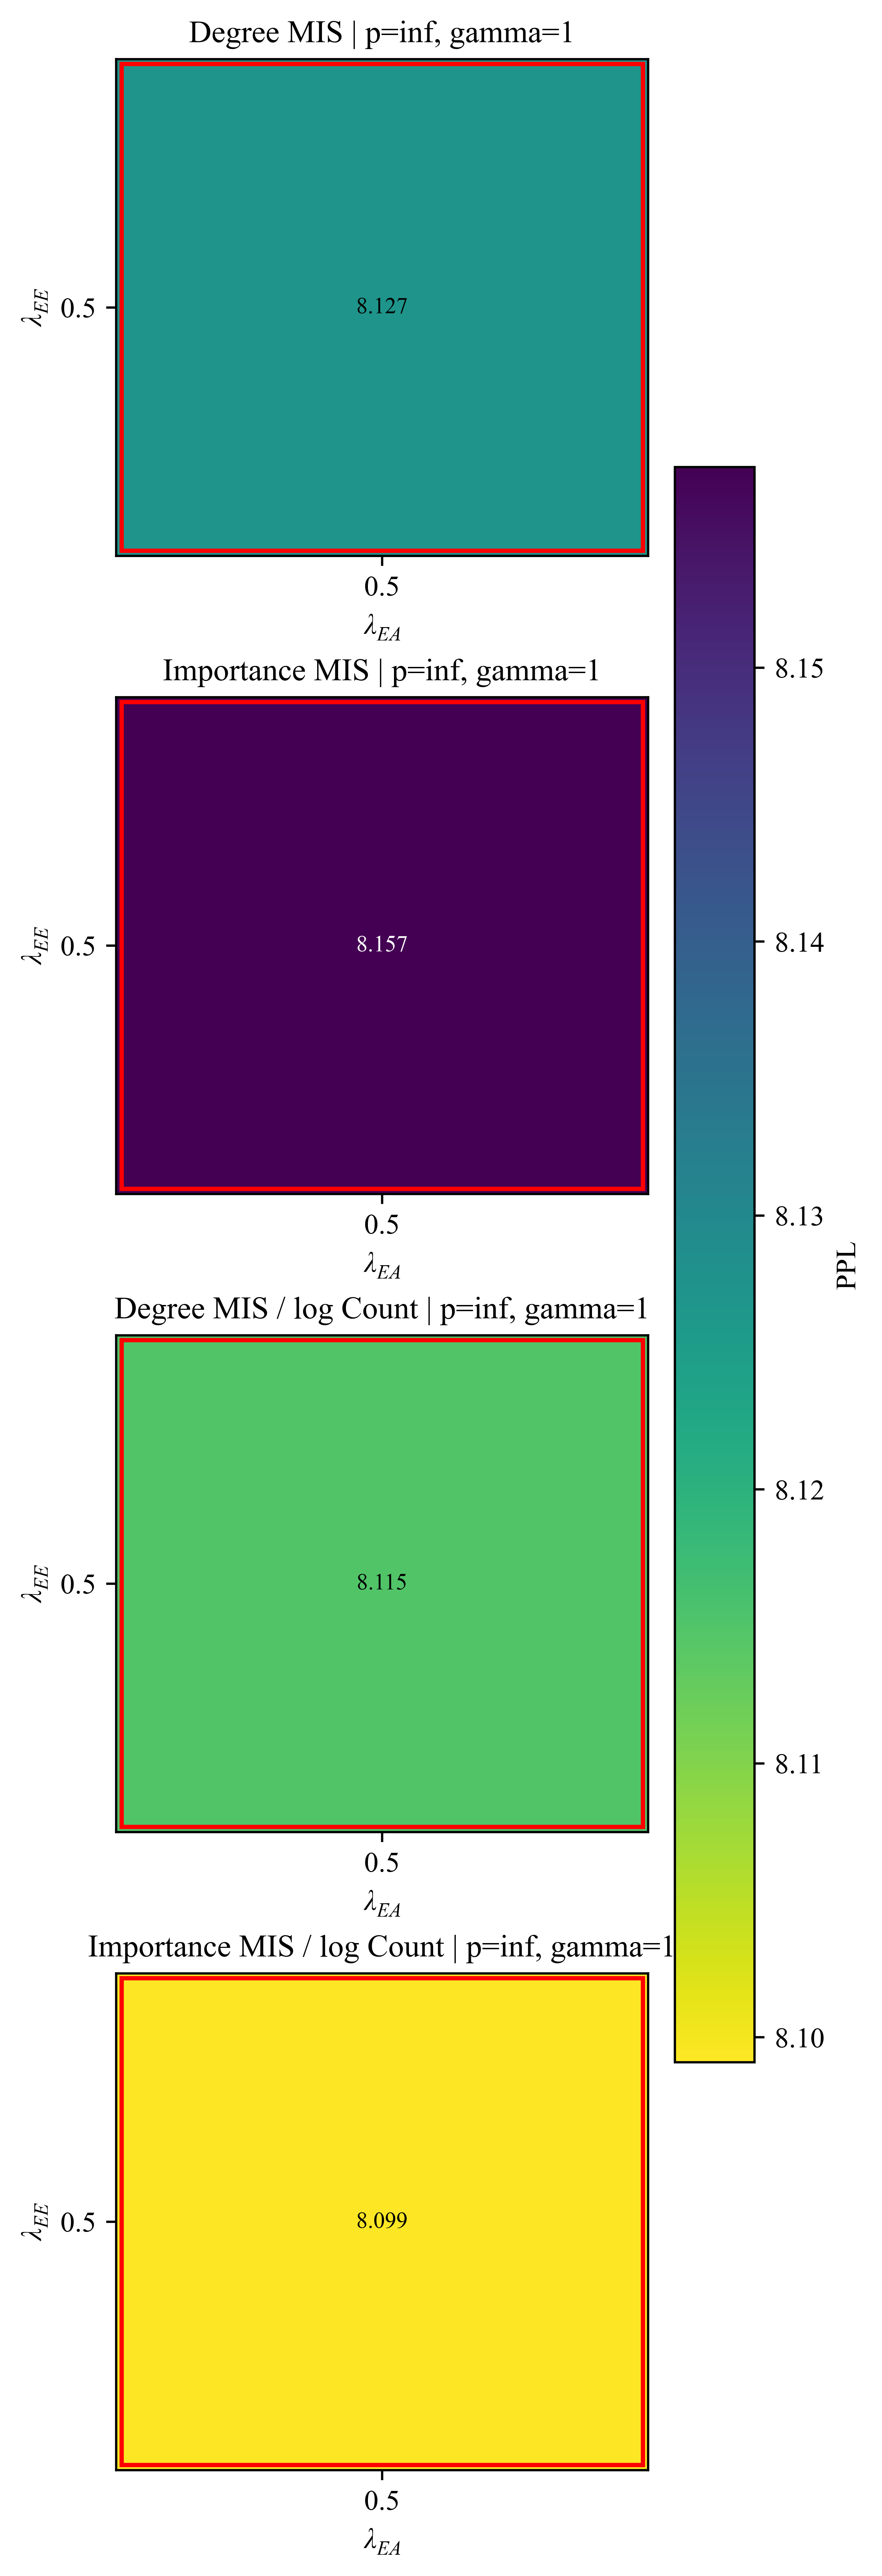 Degree MIS | p=inf, gamma=1
λEE
0.5
8.127
0.5
λEA
Importance MIS | p=inf, gamma=1
λEE
0.5
8.157
0.5
λEA
Degree MIS / log Count | p=inf, gamma=1
λEE
0.5
8.115
0.5
λEA
Importance MIS / log Count | p=inf, gamma=1
λEE
0.5
8.099
0.5
λEA
8.15
8.14
8.13
8.12
8.11
8.10
PPL